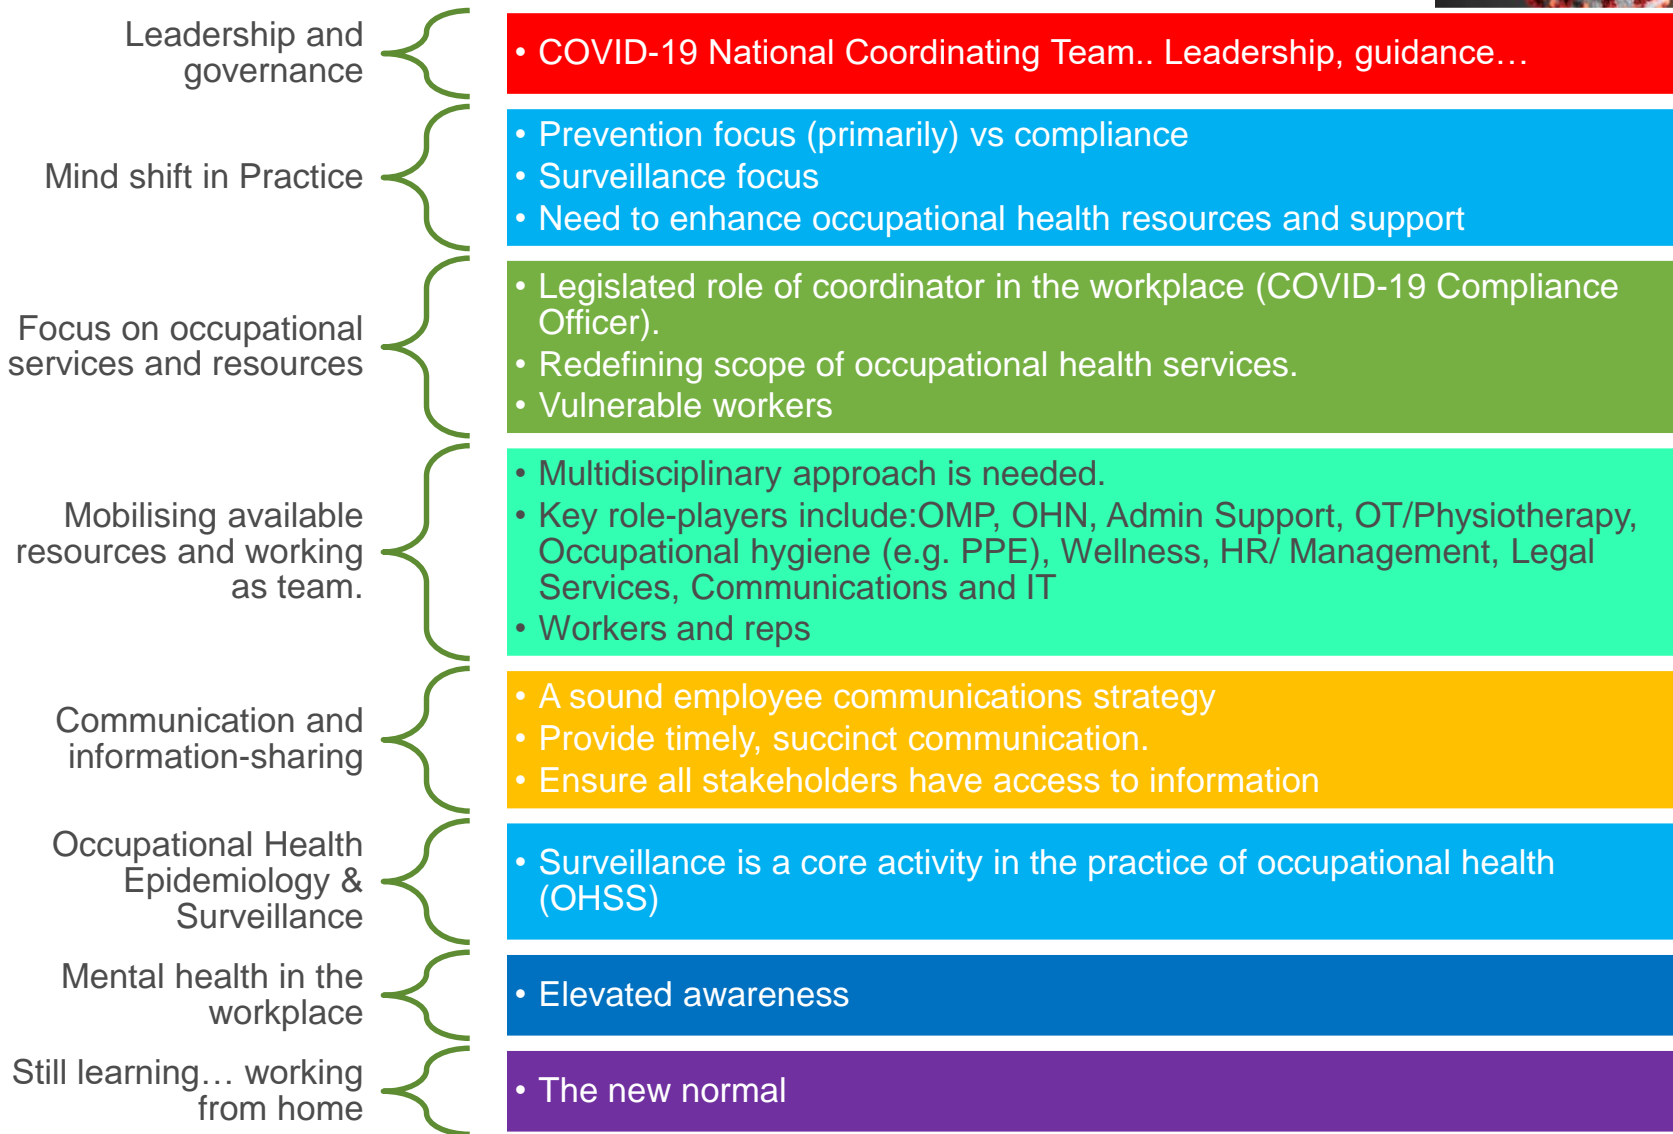 Leadership and
governance
• COVID-19 National Coordinating Team.. Leadership, guidance…
Mind shift in Practice
• Prevention focus (primarily) vs compliance
• Surveillance focus
• Need to enhance occupational health resources and support
Focus on occupational
services and resources
• Legislated role of coordinator in the workplace (COVID-19 Compliance
Officer).
• Redefining scope of occupational health services.
• Vulnerable workers
Mobilising available
resources and working
as team.
• Multidisciplinary approach is needed.
• Key role-players include:OMP, OHN, Admin Support, OT/Physiotherapy,
Occupational hygiene (e.g. PPE), Wellness, HR/ Management, Legal
Services, Communications and IT
• Workers and reps
Communication and
information-sharing
• A sound employee communications strategy
• Provide timely, succinct communication.
• Ensure all stakeholders have access to information
Occupational Health
Epidemiology &
Surveillance
• Surveillance is a core activity in the practice of occupational health
(OHSS)
Mental health in the
workplace
• Elevated awareness
Still learning… working
from home
• The new normal